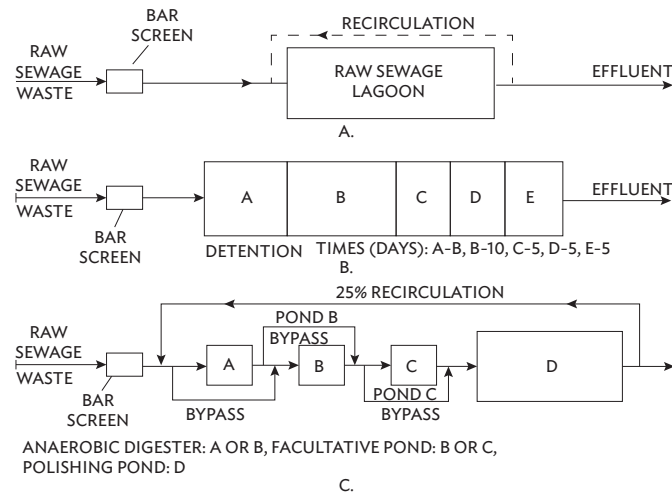 RECIRCULATION
BAR
SCREEN
RAW
SEWAGE
WASTE
RAW SEWAGE
LAGOON
EFFLUENT
A.
RAW
SEWAGE
WASTE
BAR
SCREEN
A
B
C
D
E
EFFLUENT
DETENTION TIMES (DAYS): A-B, B-10, C-5, D-5, E-5
B.
25% RECIRCULATION
RAW
SEWAGE
WASTE
BAR
SCREEN
POND B
BYPASS
A
B
C
D
BYPASS
POND C
BYPASS
ANAEROBIC DIGESTER: A OR B, FACULTATIVE POND: B OR C,
POLISHING POND: D
C.